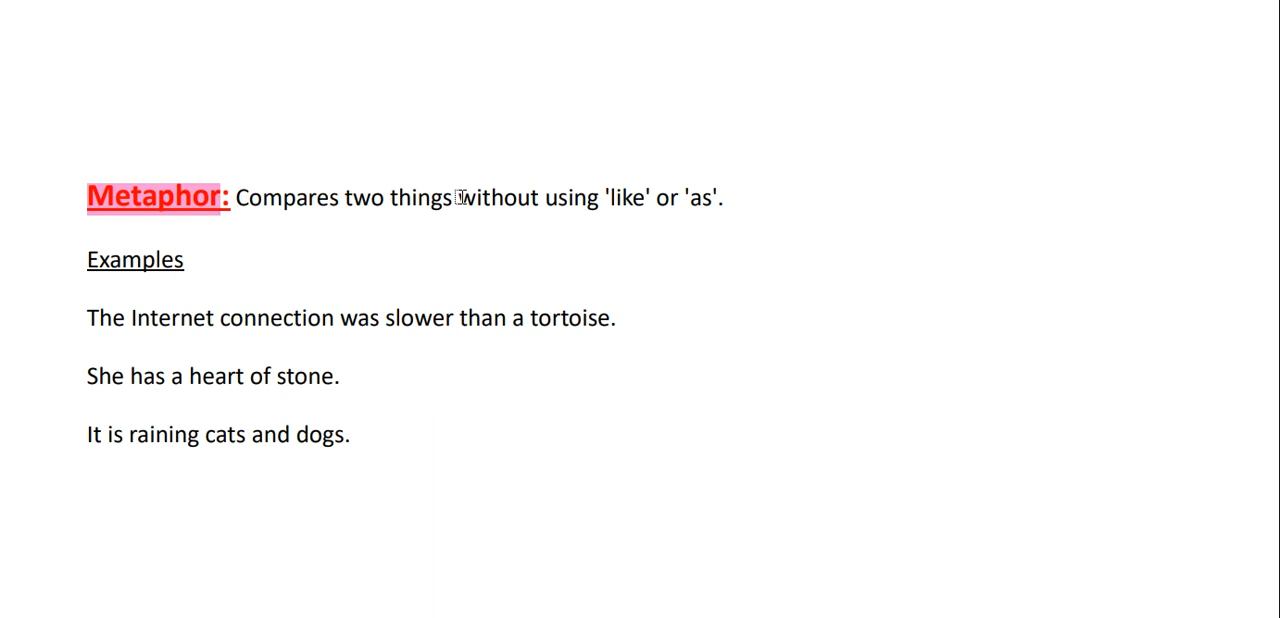 Metaphor: Compares two things without using 'like' or 'as'.
Examples
The Internet connection was slower than a tortoise.
She has a heart of stone.
It is raining cats and dogs.